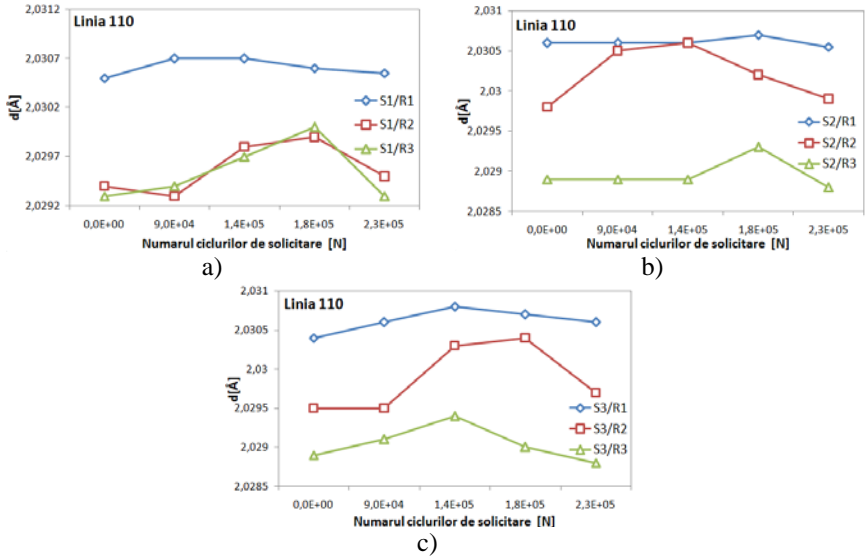 Linia 110
2,0312
2,0307
2,0302
2,0297
2,0292
d[Å]
S1/R1
S1/R2
S1/R3
0,0E+00 9,0E+04 1,4E+05 1,8E+05 2,3E+05
Numarul ciclurilor de solicitare [N]
a)
Linia 110
2,031
2,0305
2,03
2,0295
2,029
2,0285
d[Å]
S2/R1
S2/R2
S2/R3
0,0E+00 9,0E+04 1,4E+05 1,8E+05 2,3E+05
Numarul ciclurilor de solicitare [N]
b)
Linia 110
2,031
2,0305
2,03
2,0295
2,029
2,0285
d[Å]
S3/R1
S3/R2
S3/R3
0,0E+00 9,0E+04 1,4E+05 1,8E+05 2,3E+05
Numarul ciclurilor de solicitare [N]
c)